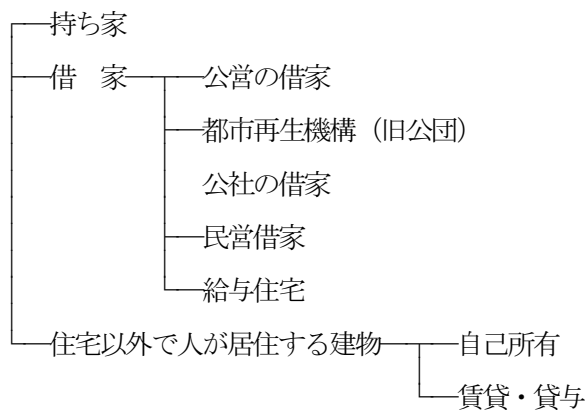 持ち家
借　家
公営の借家
都市再生機構（旧公団）
公社の借家
民営借家
給与住宅
住宅以外で人が居住する建物
自己所有
賃貸・貸与